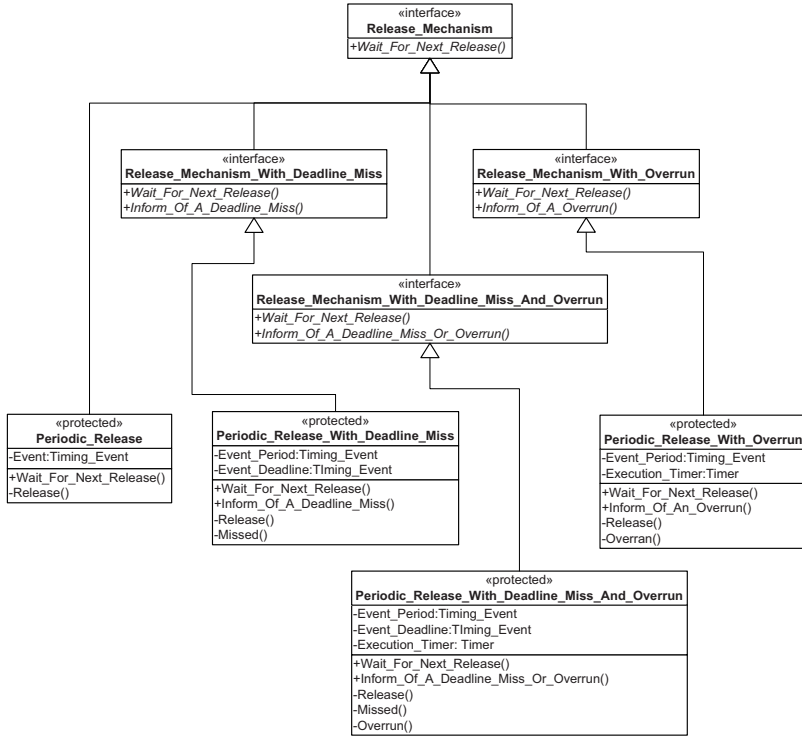 «interface»
Release_Mechanism
+Wait_For_Next_Release()
«interface»
Release_Mechanism_With_Deadline_Miss
+Wait_For_Next_Release()
+Inform_Of_A_Deadline_Miss()
«interface»
Release_Mechanism_With_Overrun
+Wait_For_Next_Release()
+Inform_Of_A_Overrun()
«interface»
Release_Mechanism_With_Deadline_Miss_And_Overrun
+Wait_For_Next_Release()
+Inform_Of_A_Deadline_Miss_Or_Overrun()
«protected»
Periodic_Release
-Event:Timing_Event
+Wait_For_Next_Release()
-Release()
«protected»
Periodic_Release_With_Deadline_Miss
-Event_Period:Timing_Event
-Event_Deadline:TIming_Event
+Wait_For_Next_Release()
+Inform_Of_A_Deadline_Miss()
-Release()
-Missed()
«protected»
Periodic_Release_With_Overrun
-Event_Period:Timing_Event
-Execution_Timer:Timer
+Wait_For_Next_Release()
+Inform_Of_An_Overrun()
-Release()
-Overran()
«protected»
Periodic_Release_With_Deadline_Miss_And_Overrun
-Event_Period:Timing_Event
-Event_Deadline:TIming_Event
-Execution_Timer: Timer
+Wait_For_Next_Release()
+Inform_Of_A_Deadline_Miss_Or_Overrun()
-Release()
-Missed()
-Overrun()